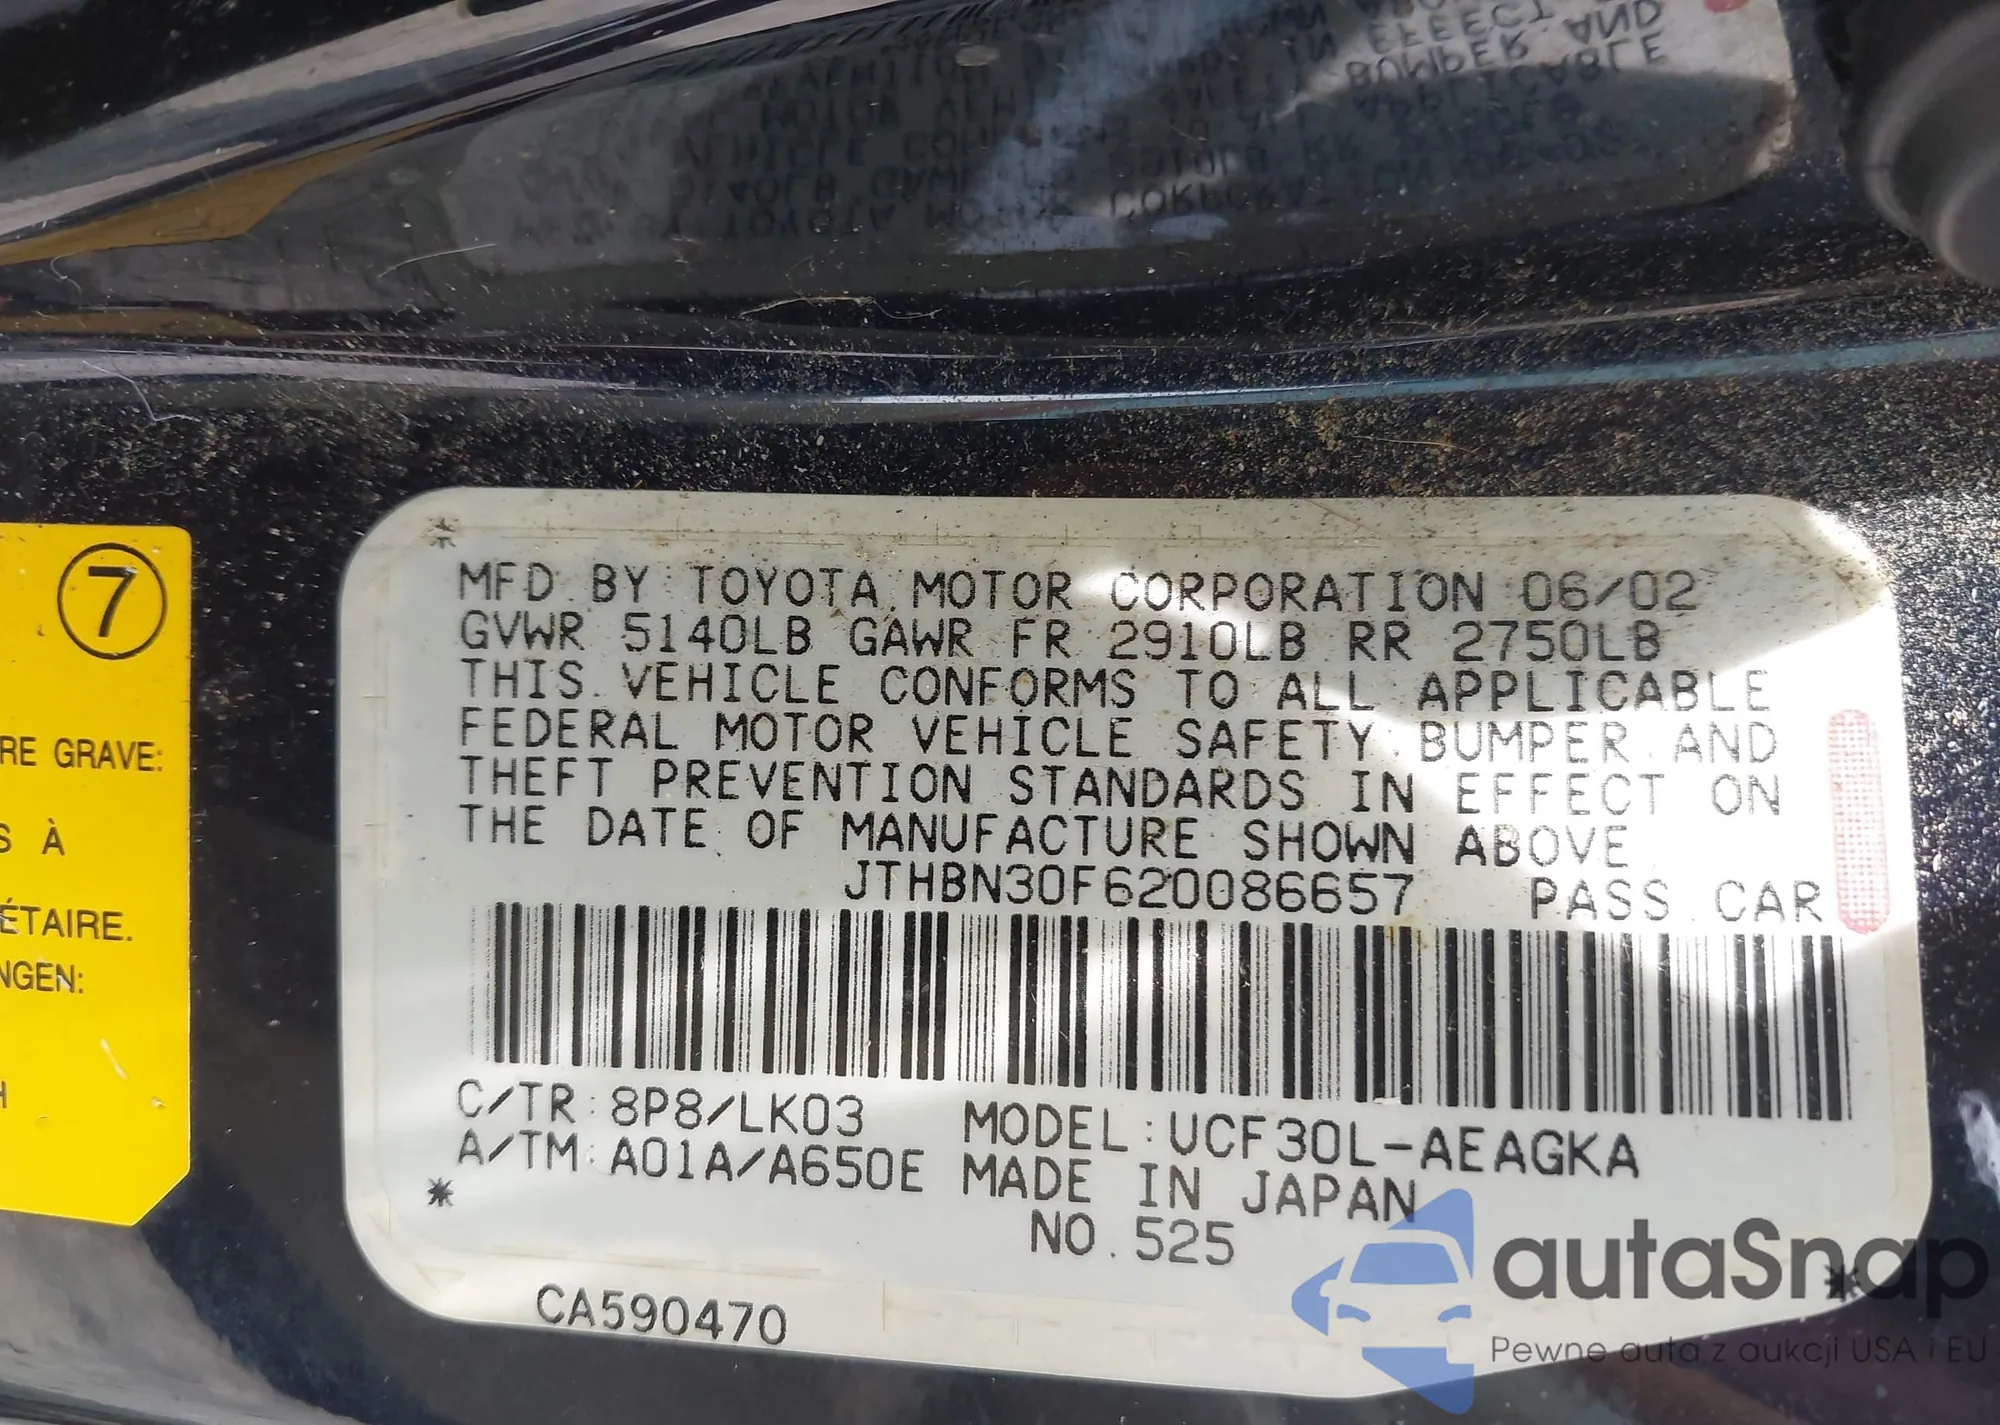 7
RE GRAVE:
S À
ÉTAIRE.
NGEN:
H
MFD. BY TOYOTA MOTOR CORPORATION 06/02
GVWR 5140LB GAWR FR 2910LB RR 2750LB
THIS VEHICLE CONFORMS TO ALL APPLICABLE
FEDERAL MOTOR VEHICLE SAFETY, BUMPER AND
THEFT PREVENTION STANDARDS IN EFFECT ON
THE DATE OF MANUFACTURE SHOWN ABOVE
JTHBN30F620086657 PASS. CAR
C/TR: 8P8/LK03 MODEL:UCF30L-AEAGKA
A/TM: A01A/A650E MADE IN JAPAN
NO.525
CA590470
autaSnap
Pewne auta z aukcji USA i EU